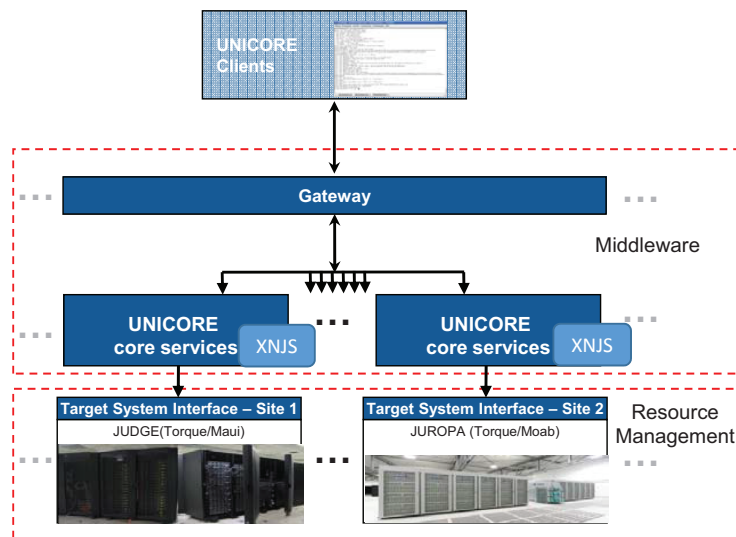 UNICORE
Clients
...
Gateway
...
Middleware
...
UNICORE
core services
XNJS
...
UNICORE
core services
XNJS
...
Target System Interface – Site 1
JUDGE(Torque/Maui)
Target System Interface – Site 2
JUROPA (Torque/Moab)
Resource
Management
...
...
...